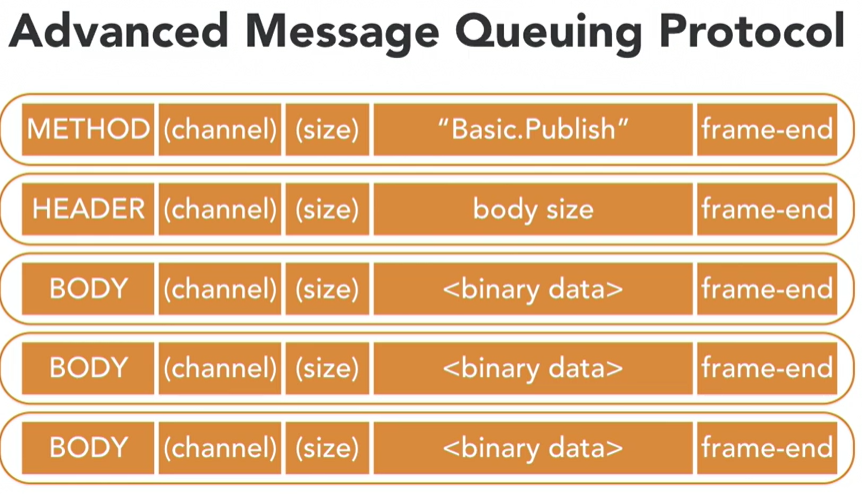 Advanced Message Queuing Protocol
METHOD (channel) (size) “Basic.Publish” frame-end
HEADER (channel) (size) body size frame-end
BODY (channel) (size) <binary data> frame-end
BODY (channel) (size) <binary data> frame-end
BODY (channel) (size) <binary data> frame-end